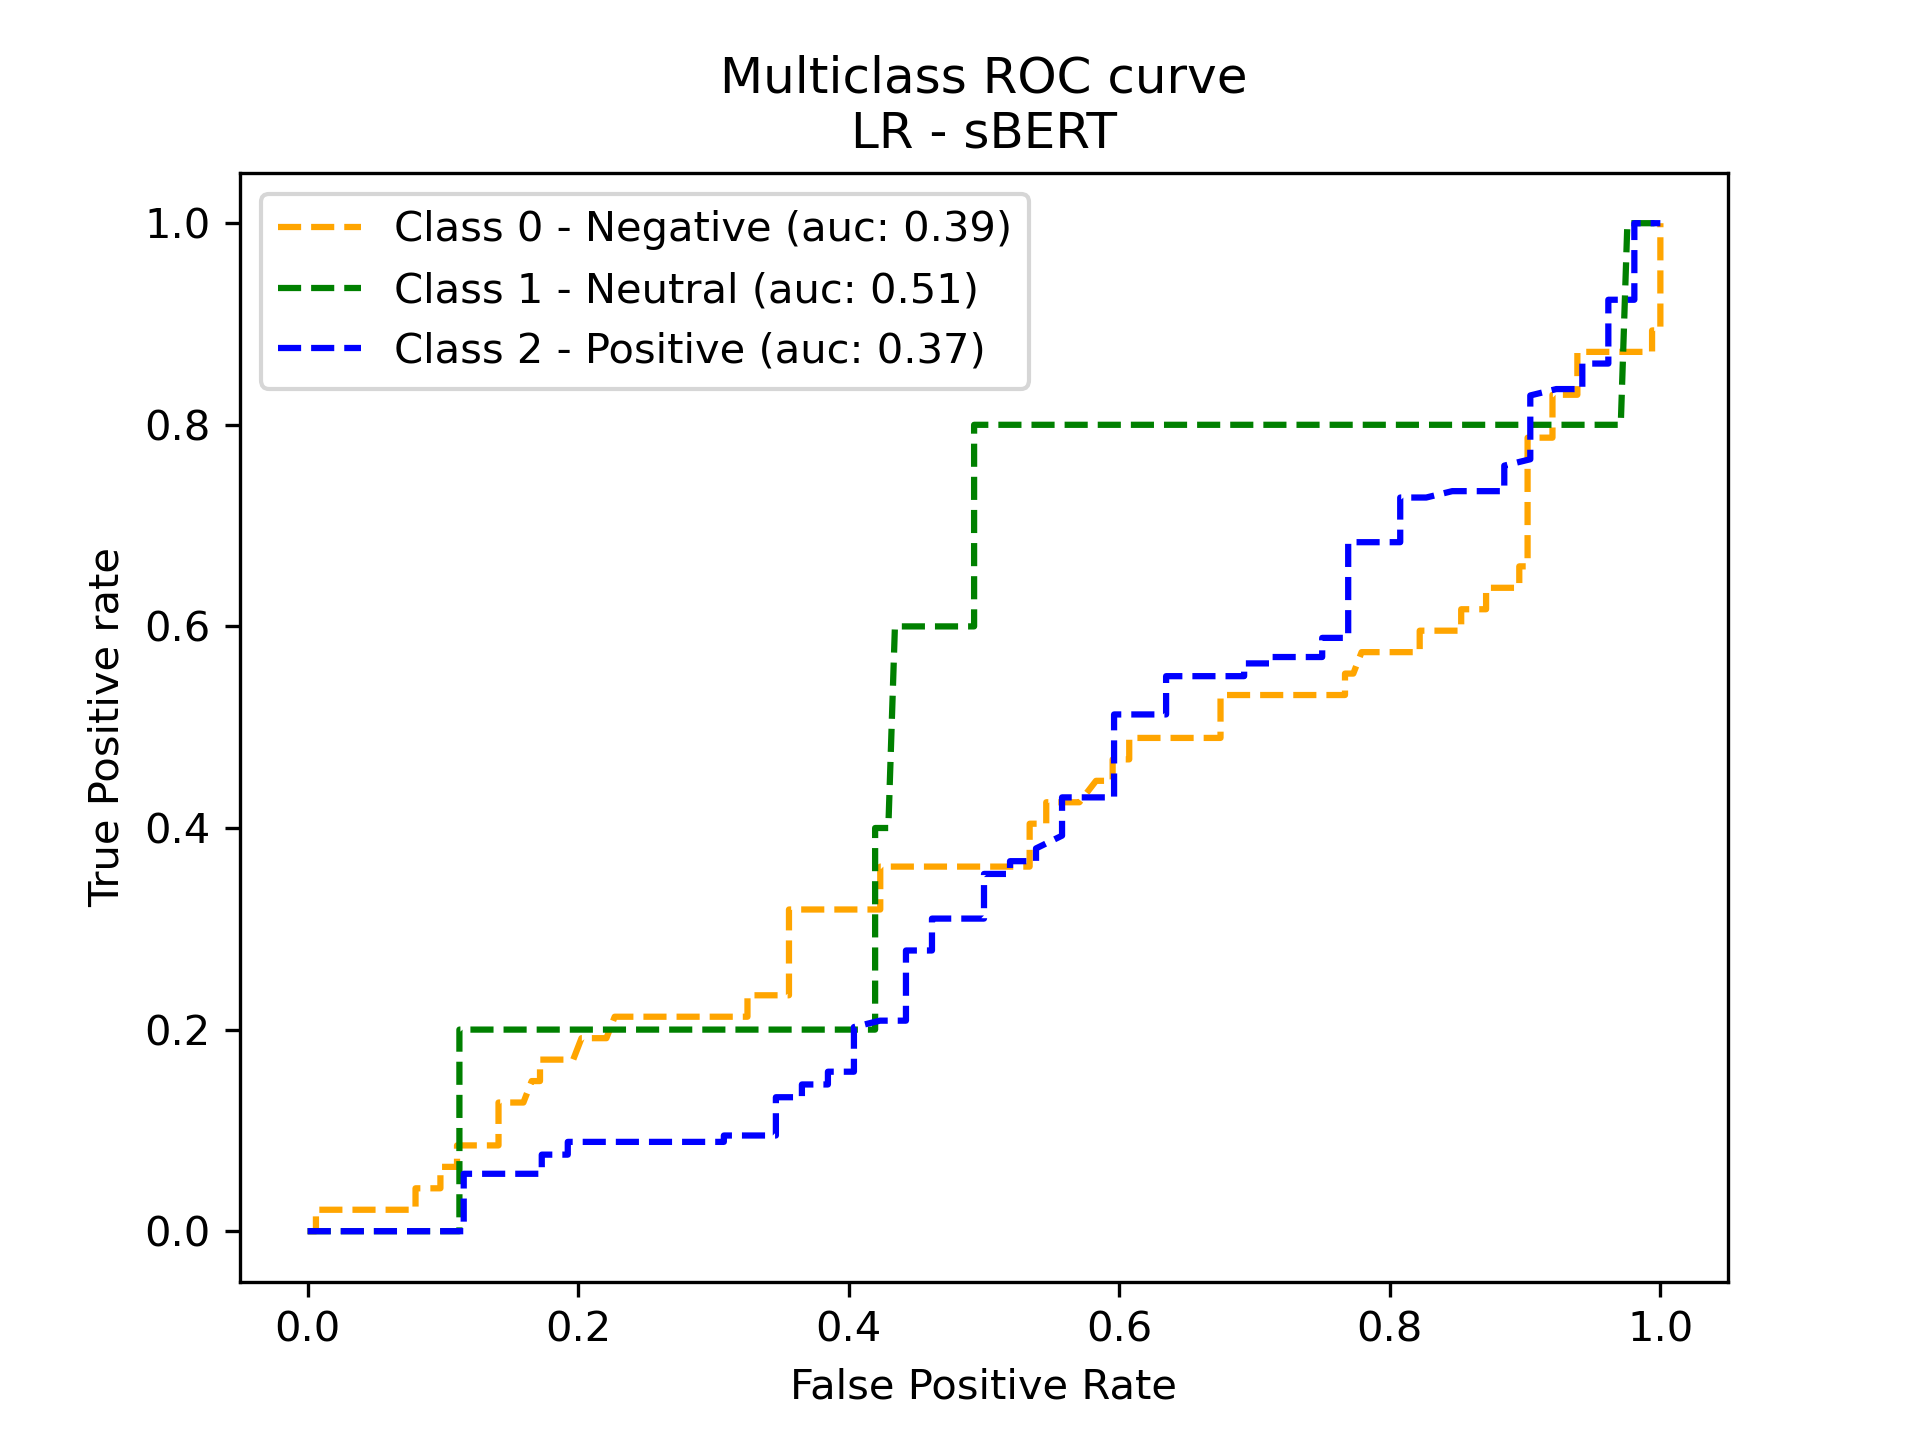 Multiclass ROC curve
LR - sBERT
Class 0 - Negative (auc: 0.39)
Class 1 - Neutral (auc: 0.51)
Class 2 - Positive (auc: 0.37)
True Positive rate
1.0
0.8
0.6
0.4
0.2
0.0
0.0 0.2 0.4 0.6 0.8 1.0
False Positive Rate